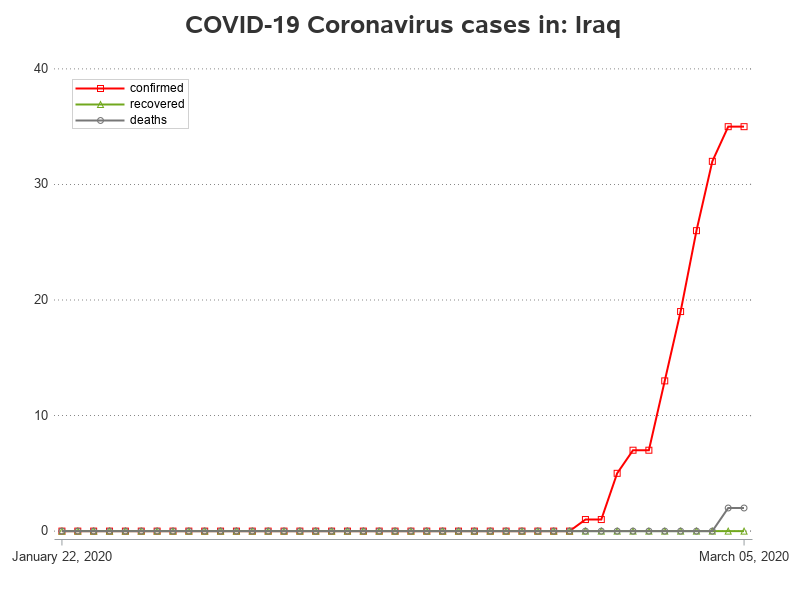 COVID-19 Coronavirus cases in: Iraq
40
confirmed
recovered
deaths
30
20
10
0
January 22, 2020
March 05, 2020